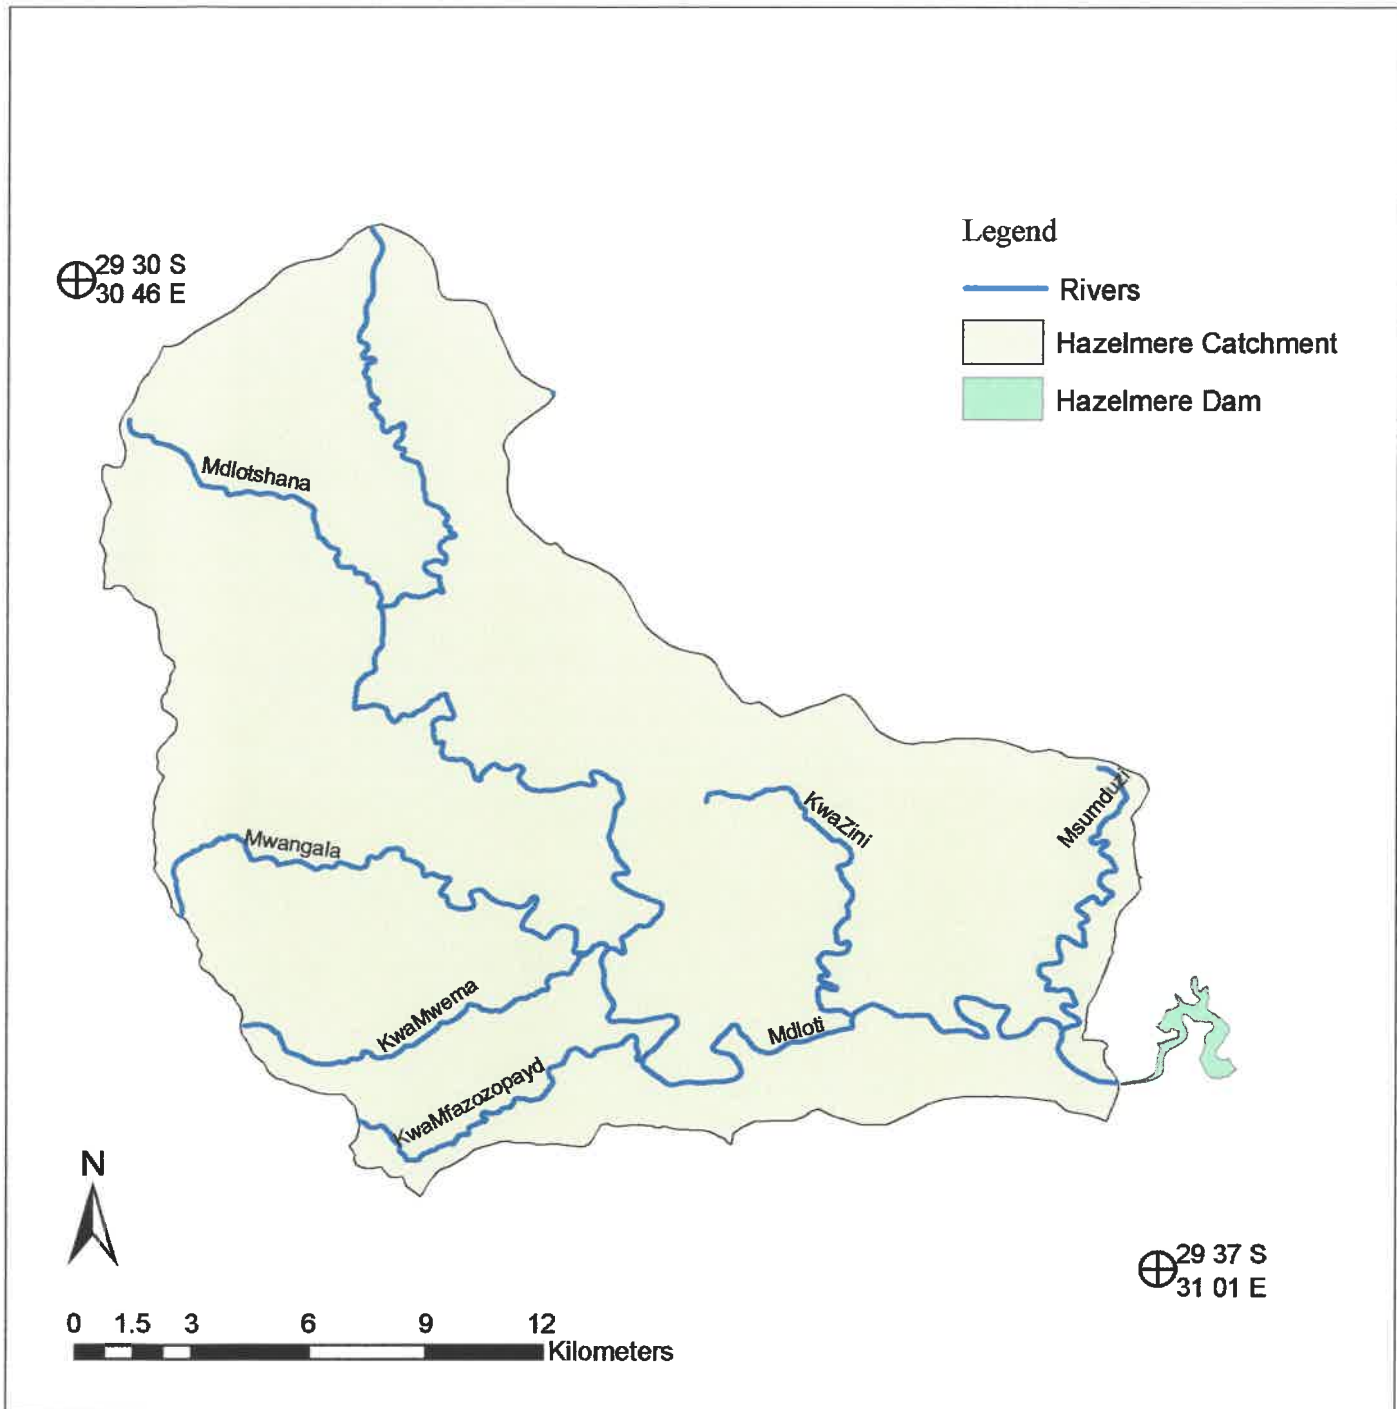 29 30 S
30 46 E
Legend
Rivers
Hazelmere Catchment
Hazelmere Dam
Mdlotshana
KwaZini
Msumduzi
Mwangala
KwaMwema
Mdloti
KwaMfazozopayd
N
29 37 S
31 01 E
0 1.5 3 6 9 12
Kilometers